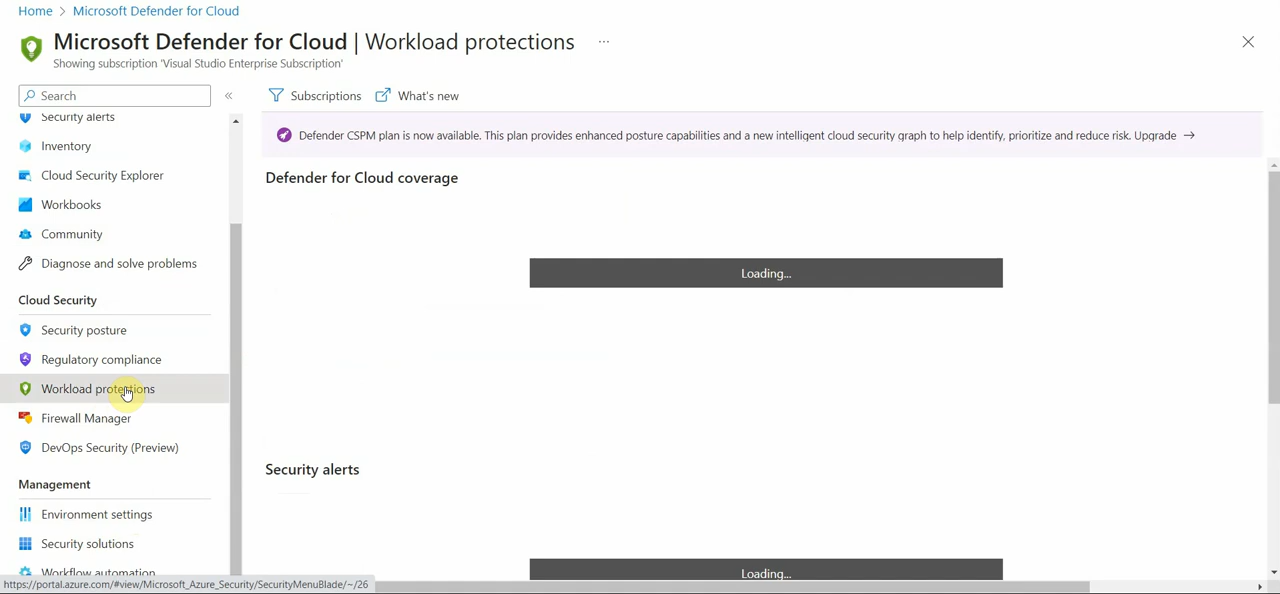 Home > Microsoft Defender for Cloud
Microsoft Defender for Cloud | Workload protections ...
Showing subscription 'Visual Studio Enterprise Subscription'
Search «
Subscriptions What's new
Security alerts
Defender CSPM plan is now available. This plan provides enhanced posture capabilities and a new intelligent cloud security graph to help identify, prioritize and reduce risk. Upgrade →
Inventory
Cloud Security Explorer
Workbooks
Community
Diagnose and solve problems
Cloud Security
Security posture
Regulatory compliance
Workload protections
Firewall Manager
DevOps Security (Preview)
Management
Environment settings
Security solutions
Workflow automation
https://portal.azure.com/#view/Microsoft_Azure_Security/SecurityMenuBlade/~/26
Defender for Cloud coverage
Loading...
Security alerts
Loading...